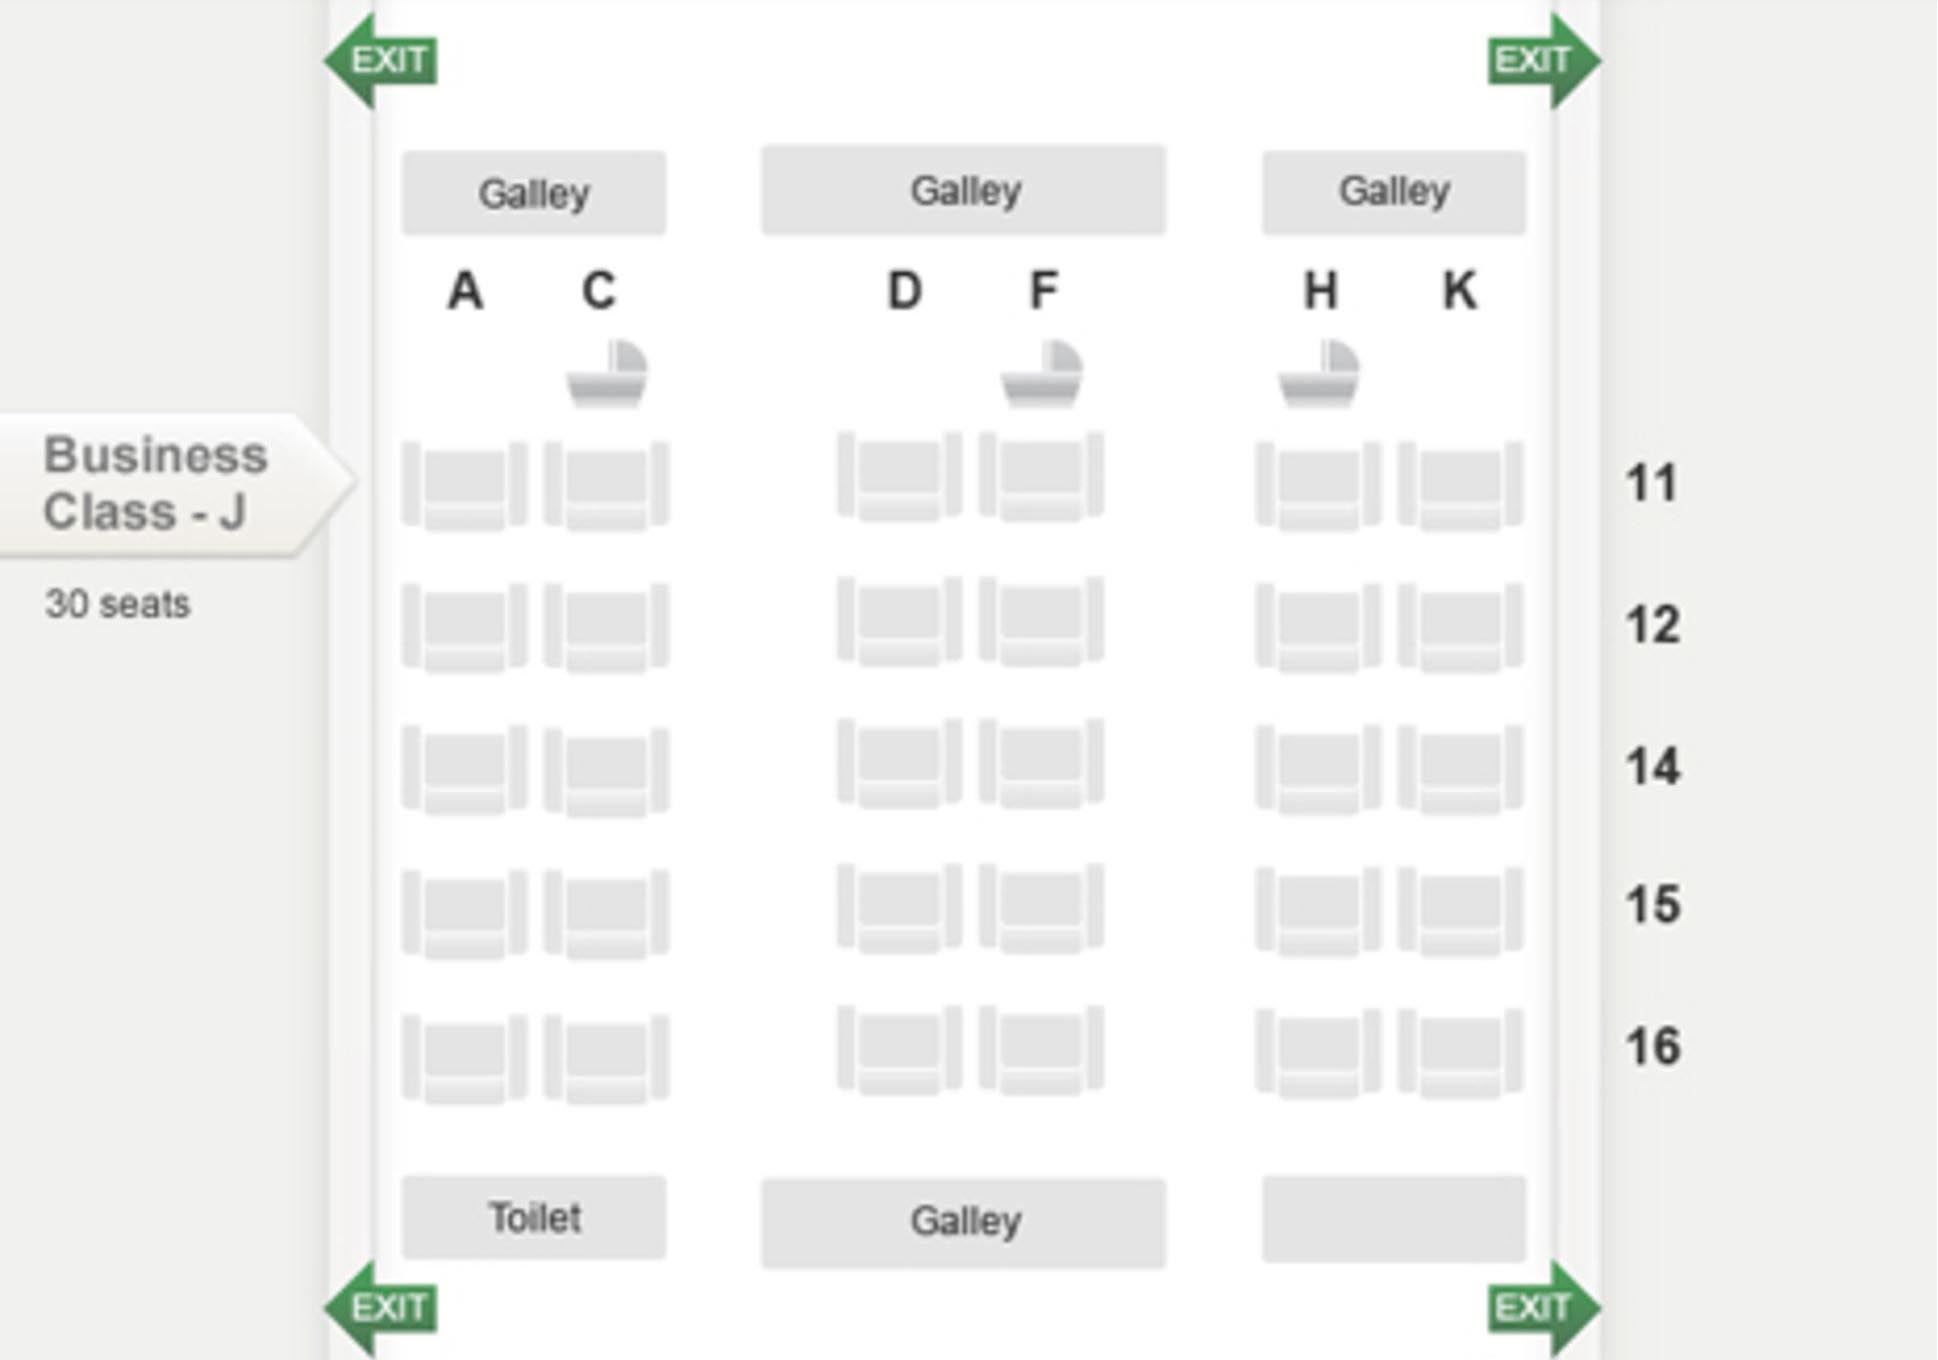 EXIT EXIT
Galley Galley Galley
A C D F H K
Business
Class - J
30 seats
11
12
14
15
16
Toilet Galley
EXIT EXIT